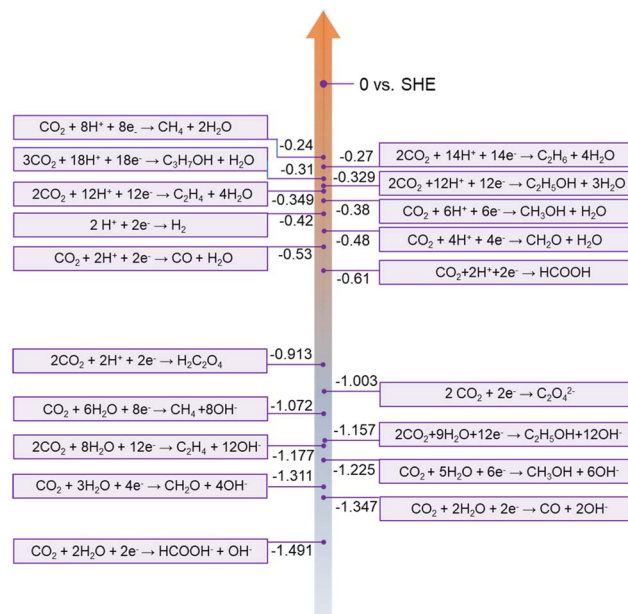 0 vs. SHE
CO₂ + 8H⁺ + 8e₋ → CH₄ + 2H₂O
-0.24
3CO₂ + 18H⁺ + 18e⁻ → C₃H₇OH + H₂O
-0.31
2CO₂ + 12H⁺ + 12e⁻ → C₂H₄ + 4H₂O
-0.349
2 H⁺ + 2e⁻ → H₂
-0.42
CO₂ + 2H⁺ + 2e⁻ → CO + H₂O
-0.53
-0.27
2CO₂ + 14H⁺ + 14e⁻ → C₂H₆ + 4H₂O
-0.329
2CO₂ +12H⁺ + 12e⁻ → C₂H₅OH + 3H₂O
-0.38
CO₂ + 6H⁺ + 6e⁻ → CH₃OH + H₂O
-0.48
CO₂ + 4H⁺ + 4e⁻ → CH₂O + H₂O
-0.61
CO₂+2H⁺+2e⁻ → HCOOH
2CO₂ + 2H⁺ + 2e⁻ → H₂C₂O₄
-0.913
CO₂ + 6H₂O + 8e⁻ → CH₄ +8OH⁻
-1.072
2CO₂ + 8H₂O + 12e⁻ → C₂H₄ + 12OH⁻
-1.177
CO₂ + 3H₂O + 4e⁻ → CH₂O + 4OH⁻
-1.311
CO₂ + 2H₂O + 2e⁻ → HCOOH⁻ + OH⁻
-1.491
-1.003
2 CO₂ + 2e⁻ → C₂O₄²⁻
-1.157
2CO₂+9H₂O+12e⁻ → C₂H₅OH+12OH⁻
-1.225
CO₂ + 5H₂O + 6e⁻ → CH₃OH + 6OH⁻
-1.347
CO₂ + 2H₂O + 2e⁻ → CO + 2OH⁻